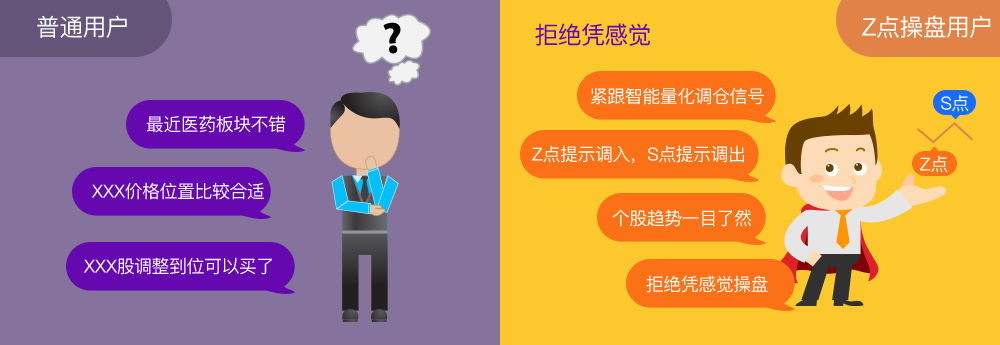 普通用户
?
最近医药板块不错
XXX价格位置比较合适
XXX股调整到位可以买了
Z点操盘用户
拒绝凭感觉
紧跟智能量化调仓信号
Z点提示调入，S点提示调出
个股趋势一目了然
拒绝凭感觉操盘
S点
Z点